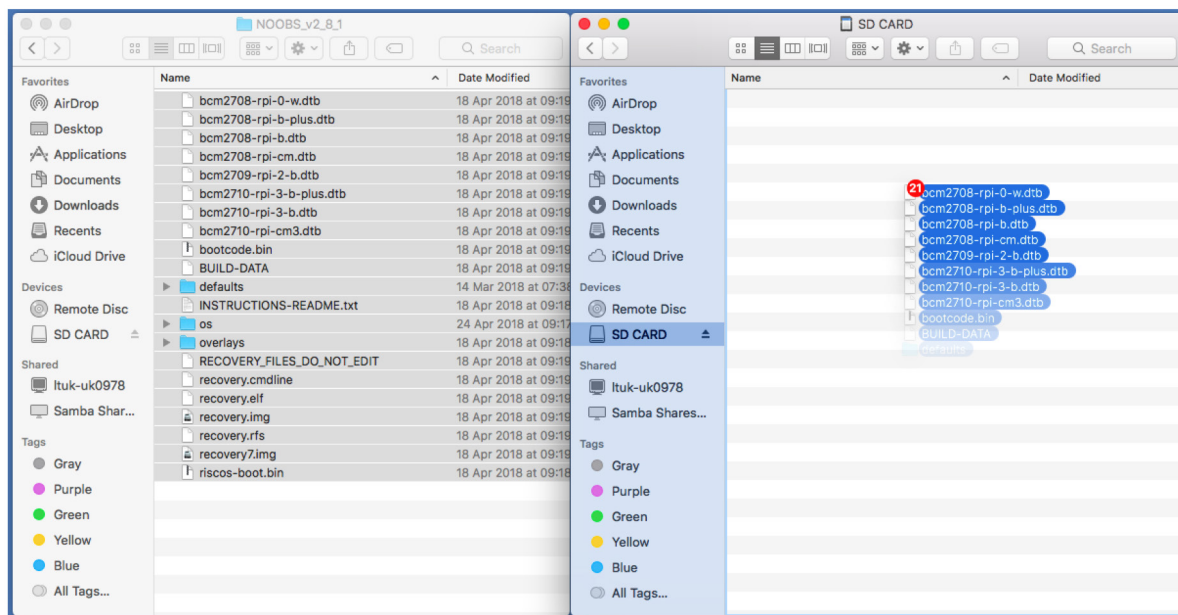 NOOBS_v2_8_1
Search
Favorites
AirDrop
Desktop
Applications
Documents
Downloads
Recents
iCloud Drive
Devices
Remote Disc
SD CARD
Shared
ltuk-uk0978
Samba Shar...
Tags
Gray
Purple
Green
Yellow
Blue
All Tags...
Name Date Modified
bcm2708-rpi-0-w.dtb 18 Apr 2018 at 09:19
bcm2708-rpi-b-plus.dtb 18 Apr 2018 at 09:19
bcm2708-rpi-b.dtb 18 Apr 2018 at 09:19
bcm2708-rpi-cm.dtb 18 Apr 2018 at 09:19
bcm2709-rpi-2-b.dtb 18 Apr 2018 at 09:19
bcm2710-rpi-3-b-plus.dtb 18 Apr 2018 at 09:19
bcm2710-rpi-3-b.dtb 18 Apr 2018 at 09:19
bcm2710-rpi-cm3.dtb 18 Apr 2018 at 09:19
bootcode.bin 18 Apr 2018 at 09:19
BUILD-DATA 18 Apr 2018 at 09:19
defaults 14 Mar 2018 at 07:38
INSTRUCTIONS-README.txt 18 Apr 2018 at 09:18
os 24 Apr 2018 at 09:17
overlays 18 Apr 2018 at 09:18
RECOVERY_FILES_DO_NOT_EDIT 18 Apr 2018 at 09:19
recovery.cmdline 18 Apr 2018 at 09:19
recovery.elf 18 Apr 2018 at 09:19
recovery.img 18 Apr 2018 at 09:19
recovery.rfs 18 Apr 2018 at 09:19
recovery7.img 18 Apr 2018 at 09:19
riscos-boot.bin 18 Apr 2018 at 09:18
SD CARD
Search
Favorites
AirDrop
Desktop
Applications
Documents
Downloads
Recents
iCloud Drive
Devices
Remote Disc
SD CARD
Shared
ltuk-uk0978
Samba Shares...
Tags
Gray
Purple
Green
Yellow
Blue
All Tags...
Name Date Modified
21
bcm2708-rpi-0-w.dtb
bcm2708-rpi-b-plus.dtb
bcm2708-rpi-b.dtb
bcm2708-rpi-cm.dtb
bcm2709-rpi-2-b.dtb
bcm2710-rpi-3-b-plus.dtb
bcm2710-rpi-3-b.dtb
bcm2710-rpi-cm3.dtb
bootcode.bin
BUILD-DATA
defaults